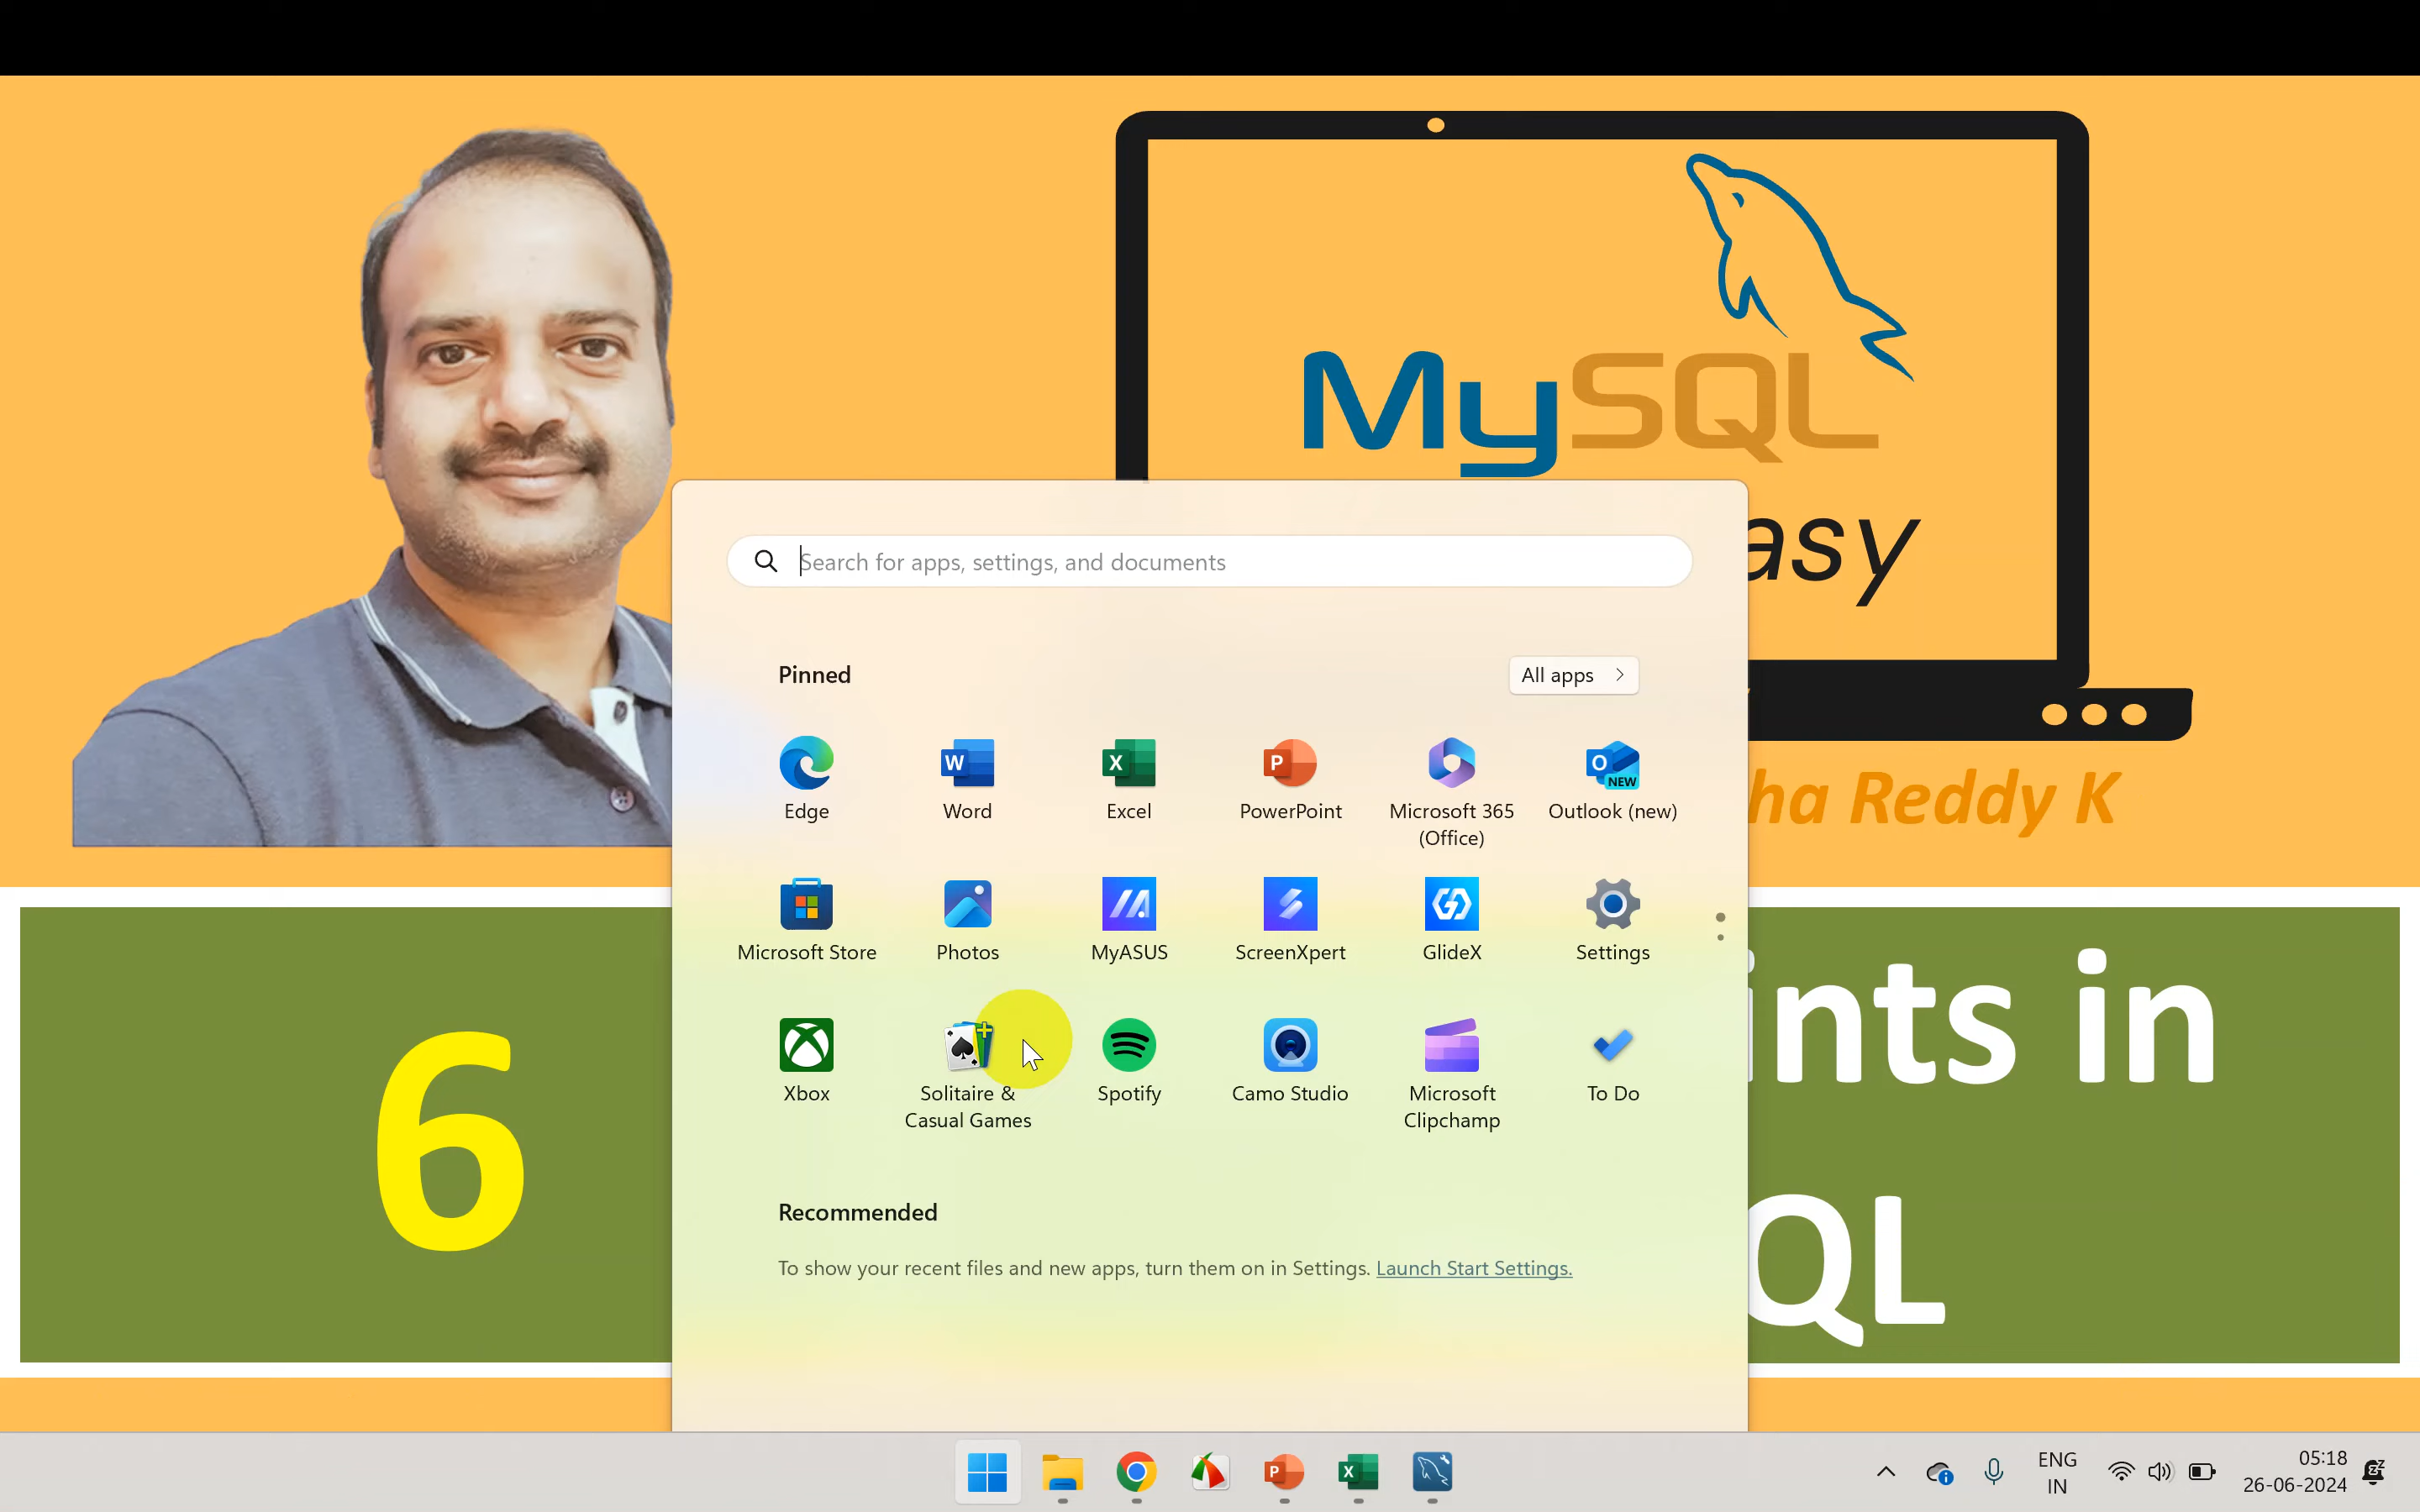 MySQL
asy
ha Reddy K
6
ints in
QL
Search for apps, settings, and documents
Pinned
All apps
Edge
Word
Excel
PowerPoint
Microsoft 365
(Office)
Outlook (new)
NEW
Microsoft Store
Photos
MyASUS
ScreenXpert
GlideX
Settings
Xbox
Solitaire &
Casual Games
Spotify
Camo Studio
Microsoft
Clipchamp
To Do
Recommended
To show your recent files and new apps, turn them on in Settings. Launch Start Settings.
ENG
IN
05:18
26-06-2024